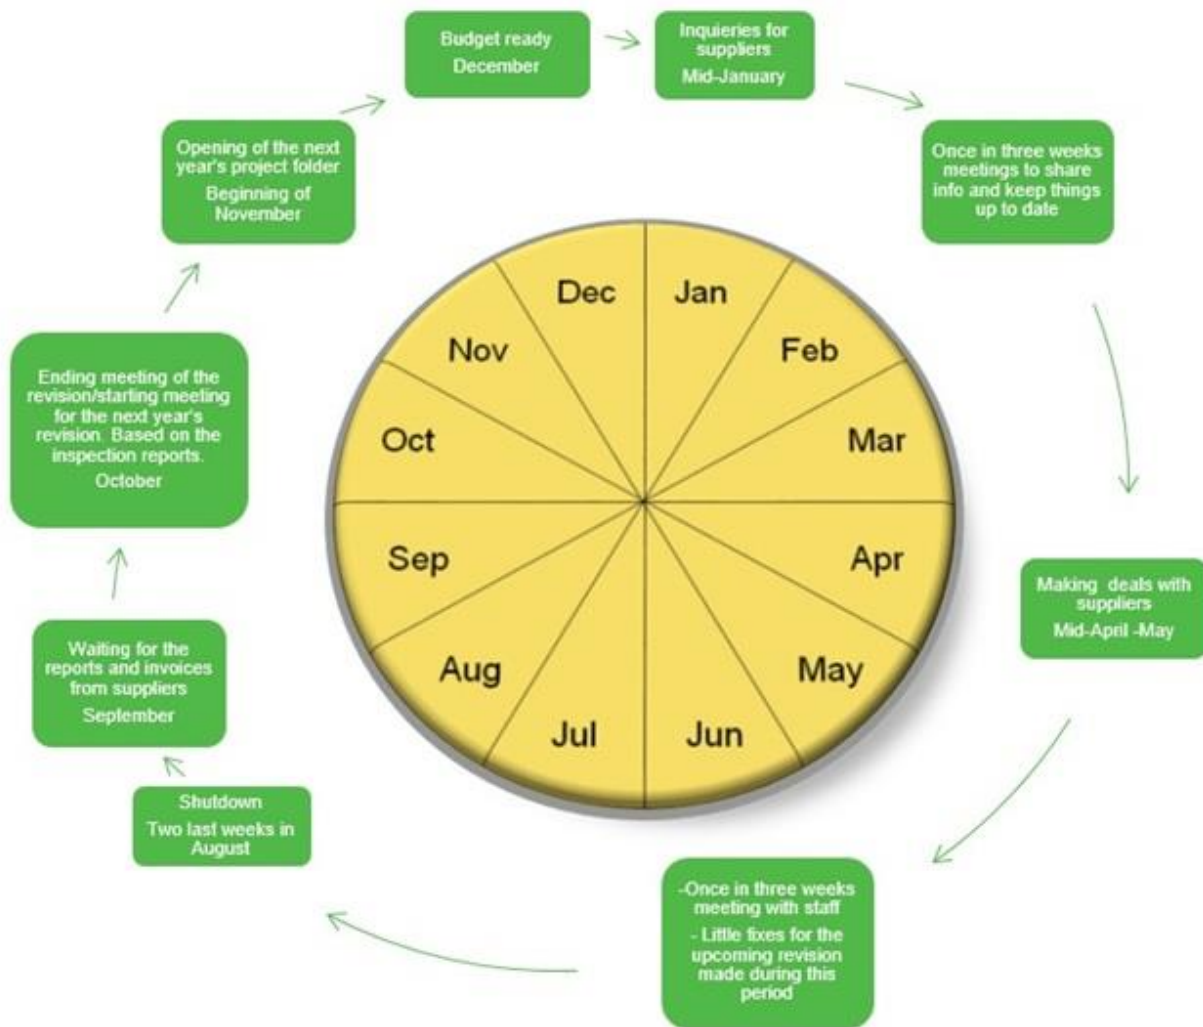 Budget ready
December
Inquieries for
suppliers
Mid-January
Once in three weeks
meetings to share
info and keep things
up to date
Making deals with
suppliers
Mid-April -May
-Once in three weeks
meeting with staff
- Little fixes for the
upcoming revision
made during this
period
Shutdown
Two last weeks in
August
Waiting for the
reports and invoices
from suppliers
September
Ending meeting of the
revision/starting meeting
for the next year's
revision. Based on the
inspection reports.
October
Opening of the next
year's project folder
Beginning of
November
Jan
Feb
Mar
Apr
May
Jun
Jul
Aug
Sep
Oct
Nov
Dec